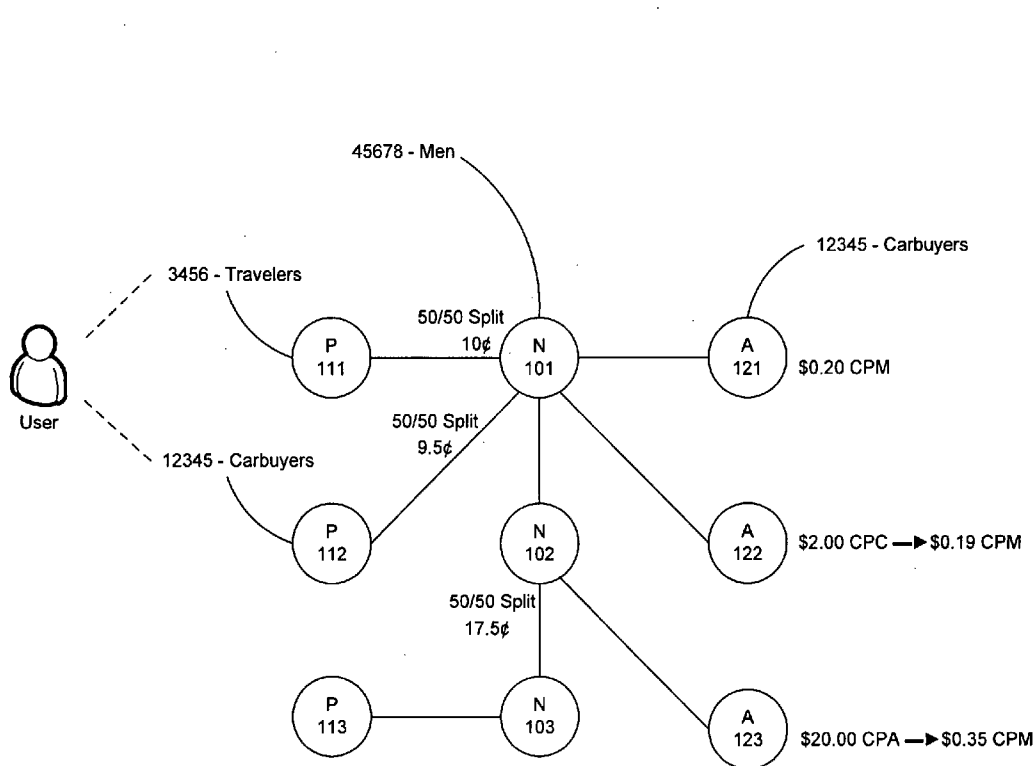 45678 - Men
12345 - Carbuyers
3456 - Travelers
50/50 Split
10¢
P
111
N
101
A
121
$0.20 CPM
User
50/50 Split
9.5¢
12345 - Carbuyers
P
112
N
102
A
122
$2.00 CPC → $0.19 CPM
50/50 Split
17.5¢
P
113
N
103
A
123
$20.00 CPA → $0.35 CPM